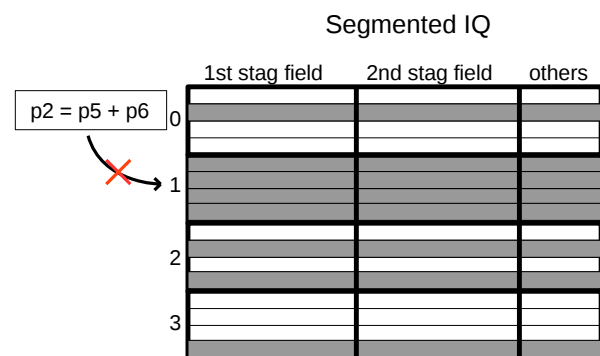 Segmented IQ
1st stag field 2nd stag field others
p2 = p5 + p6
0
1
2
3